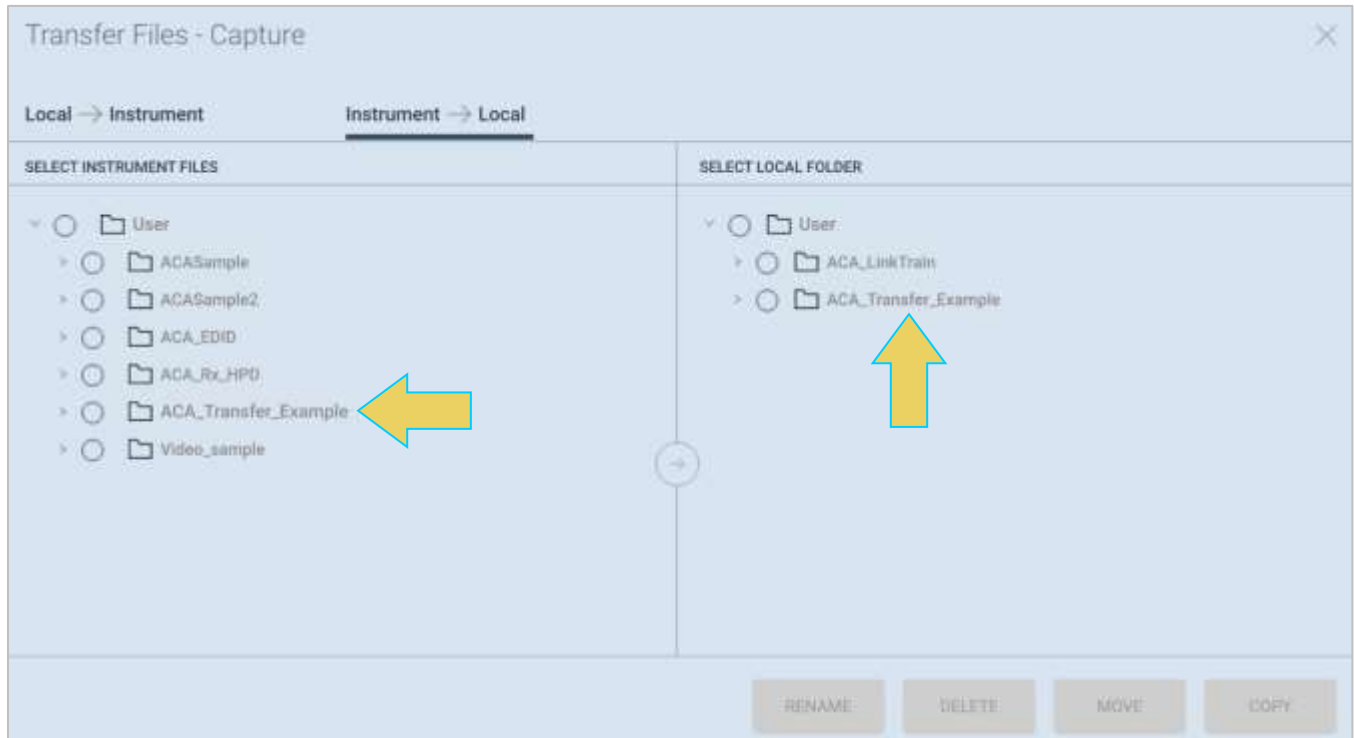 Transfer Files - Capture
Local → Instrument
Instrument → Local
SELECT INSTRUMENT FILES
SELECT LOCAL FOLDER
User
ACASample
ACASample2
ACA_EDID
ACA_Rx_HPD
ACA_Transfer_Example
Video_sample
User
ACA_LinkTrain
ACA_Transfer_Example
RENAME
DELETE
MOVE
COPY